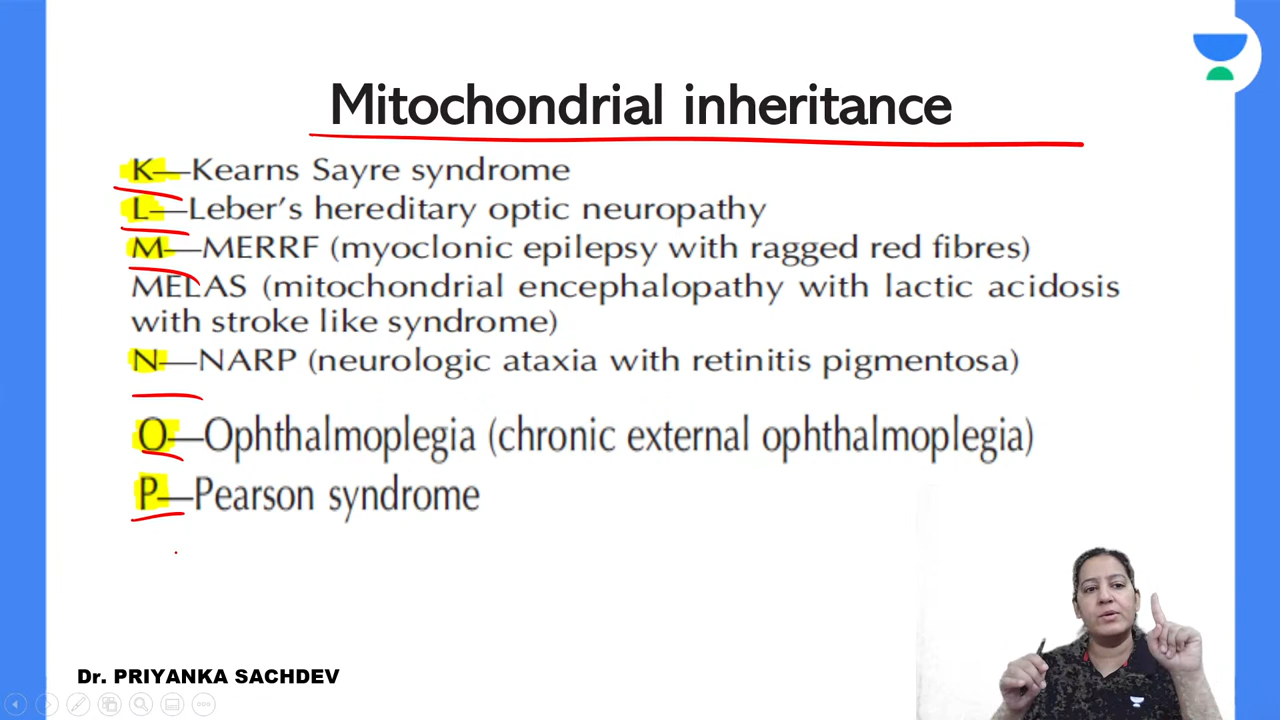 Mitochondrial inheritance
K—Kearns Sayre syndrome
L—Leber's hereditary optic neuropathy
M—MERRF (myoclonic epilepsy with ragged red fibres)
MELAS (mitochondrial encephalopathy with lactic acidosis
with stroke like syndrome)
N—NARP (neurologic ataxia with retinitis pigmentosa)
O—Ophthalmoplegia (chronic external ophthalmoplegia)
P—Pearson syndrome
Dr. PRIYANKA SACHDEV